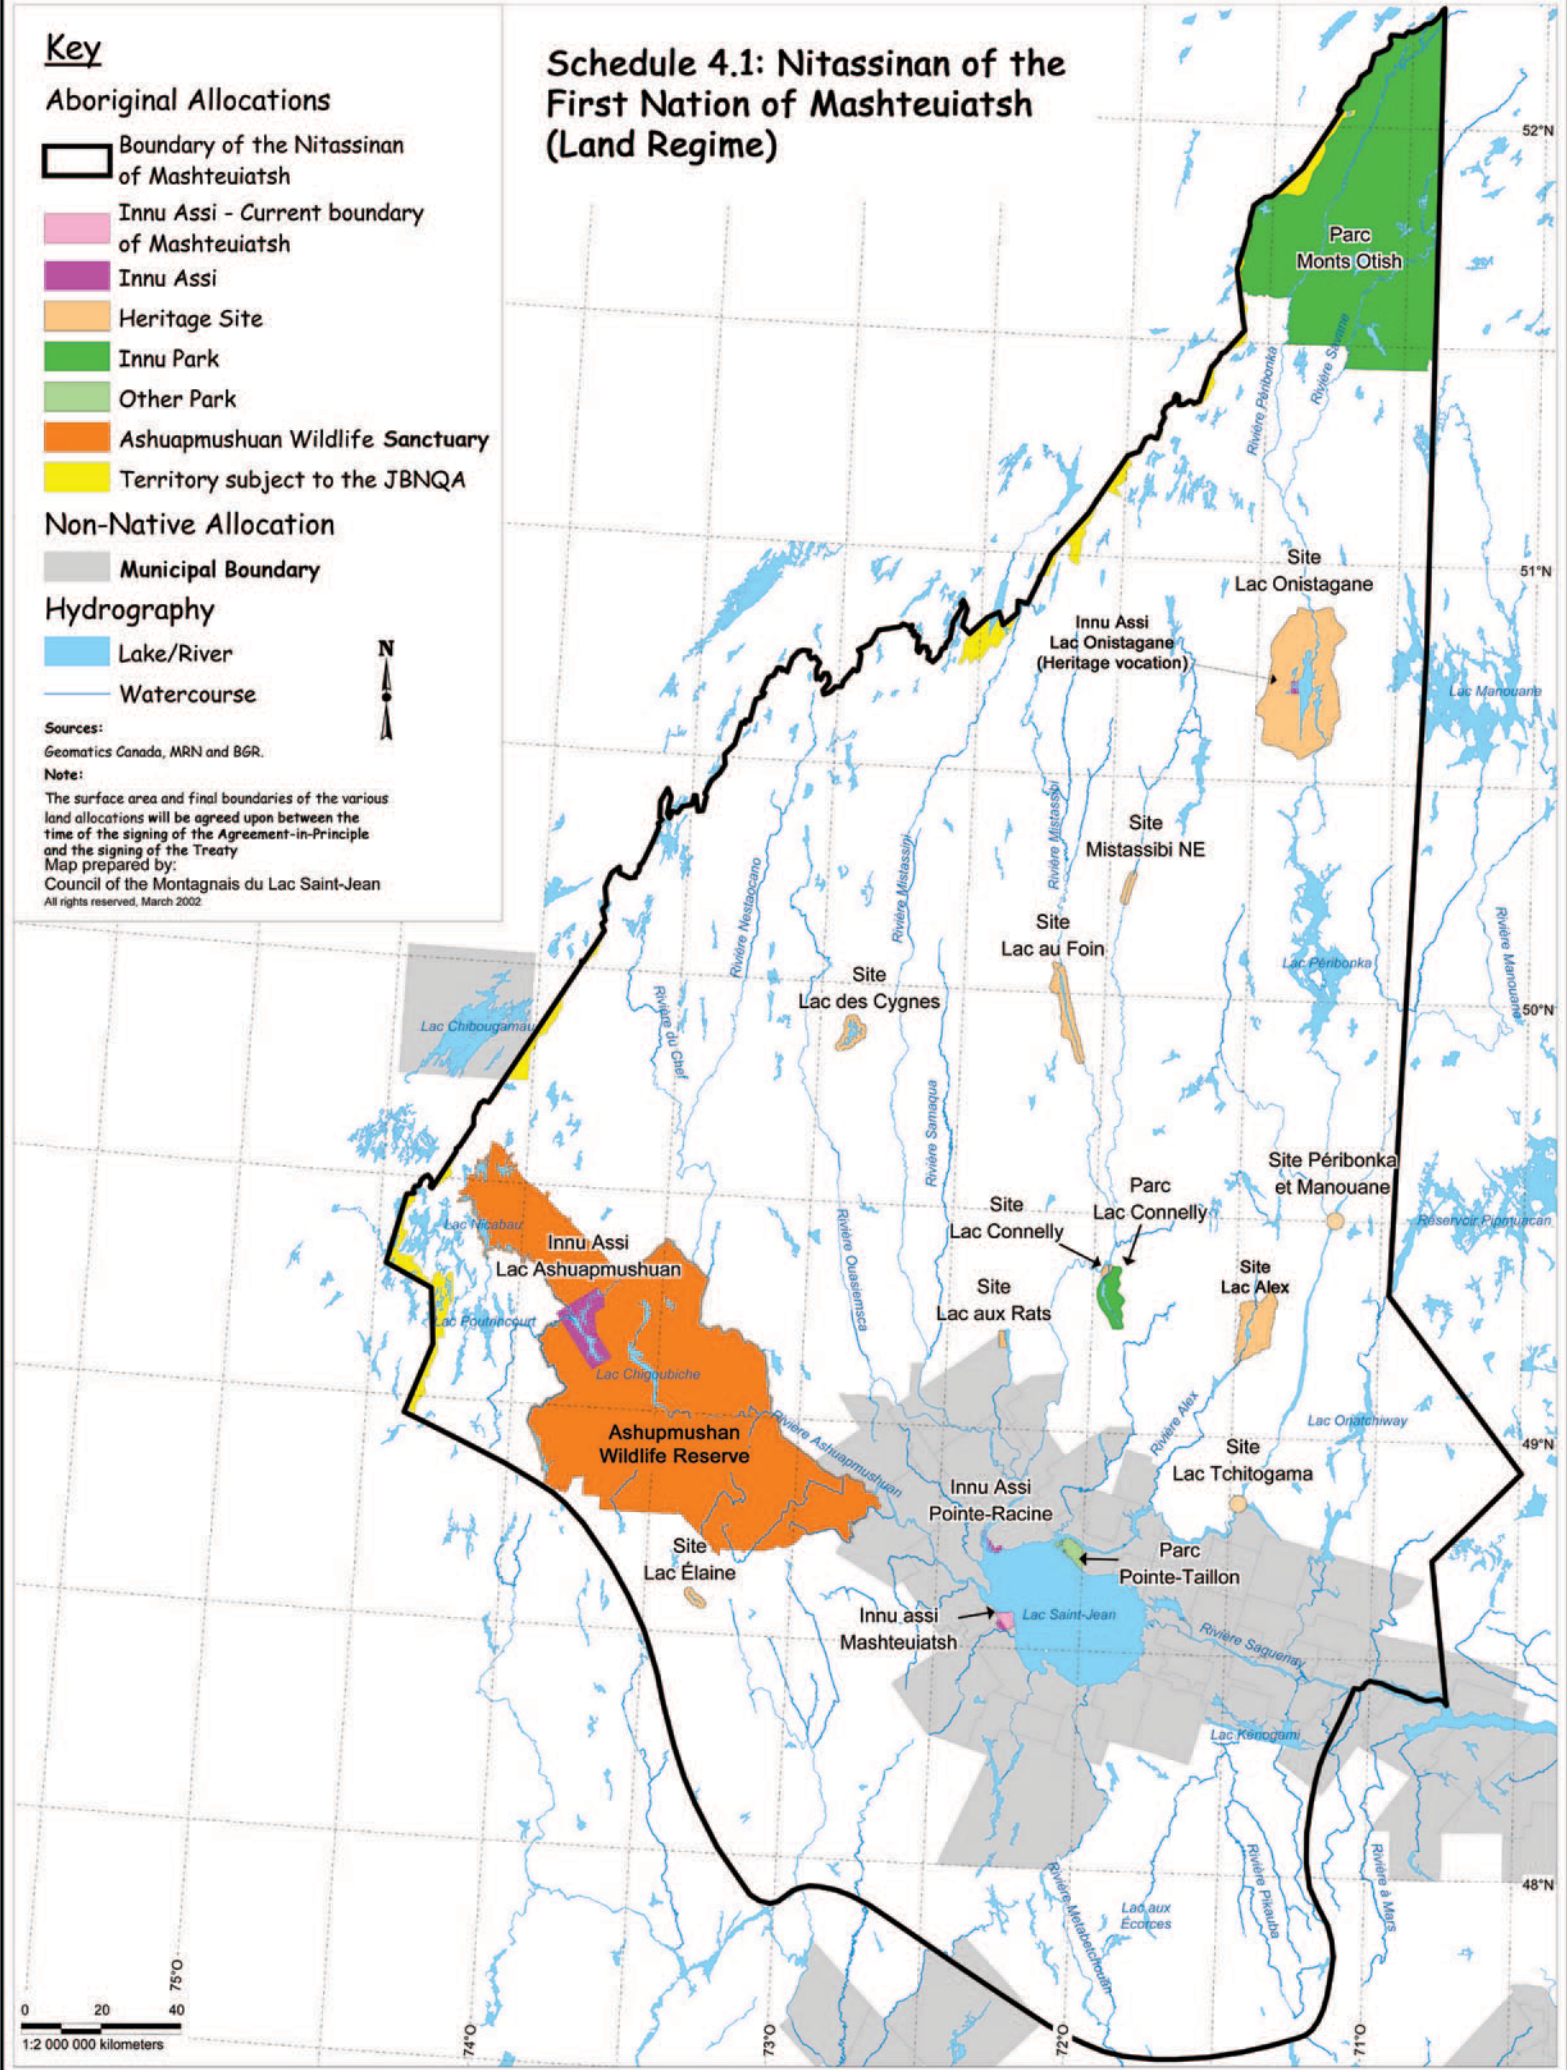 Key
Aboriginal Allocations
Boundary of the Nitassinan
of Mashteuiatsh
Innu Assi - Current boundary
of Mashteuiatsh
Innu Assi
Heritage Site
Innu Park
Other Park
Ashuapmushuan Wildlife Sanctuary
Territory subject to the JBNQA
Non-Native Allocation
Municipal Boundary
Hydrography
Lake/River
Watercourse
N
Sources:
Geomatics Canada, MRN and BGR.
Note:
The surface area and final boundaries of the various
land allocations will be agreed upon between the
time of the signing of the Agreement-in-Principle
and the signing of the Treaty
Map prepared by:
Council of the Montagnais du Lac Saint-Jean
All rights reserved, March 2002
Schedule 4.1: Nitassinan of the
First Nation of Mashteuiatsh
(Land Regime)
52°N
Parc
Monts Otish
Rivière Péribonka
Rivière Savane
51°N
Site
Lac Onistagane
Innu Assi
Lac Onistagane
(Heritage vocation)
Lac Manouane
Rivière Mistassibi
Site
Mistassibi NE
Rivière Mistassini
Rivière Nestaocano
Site
Lac au Foin
Rivière Manouane
Lac Péribonka
Site
Lac des Cygnes
50°N
Lac Chibougamau
Rivière du Chef
Rivière Samaqua
Site Péribonka
et Manouane
Parc
Lac Connelly
Site
Lac Connelly
Réservoir Pipmuacan
Lac Nicabau
Innu Assi
Lac Ashuapmushuan
Rivière Ouasiemsca
Site
Lac Alex
Site
Lac aux Rats
Lac Poutrincourt
Lac Chigoubiche
Rivière Alex
Lac Onatchiway
Ashupmushan
Wildlife Reserve
Rivière Ashuapmushuan
49°N
Site
Lac Tchitogama
Innu Assi
Pointe-Racine
Site
Lac Élaine
Parc
Pointe-Taillon
Innu assi
Mashteuiatsh
Lac Saint-Jean
Rivière Saguenay
Lac Kénogami
48°N
Rivière Métabetchouân
Lac aux
Écorces
Rivière Pikauba
Rivière à Mars
75°O
74°O
73°O
72°O
71°O
0 20 40
1:2 000 000 kilometers